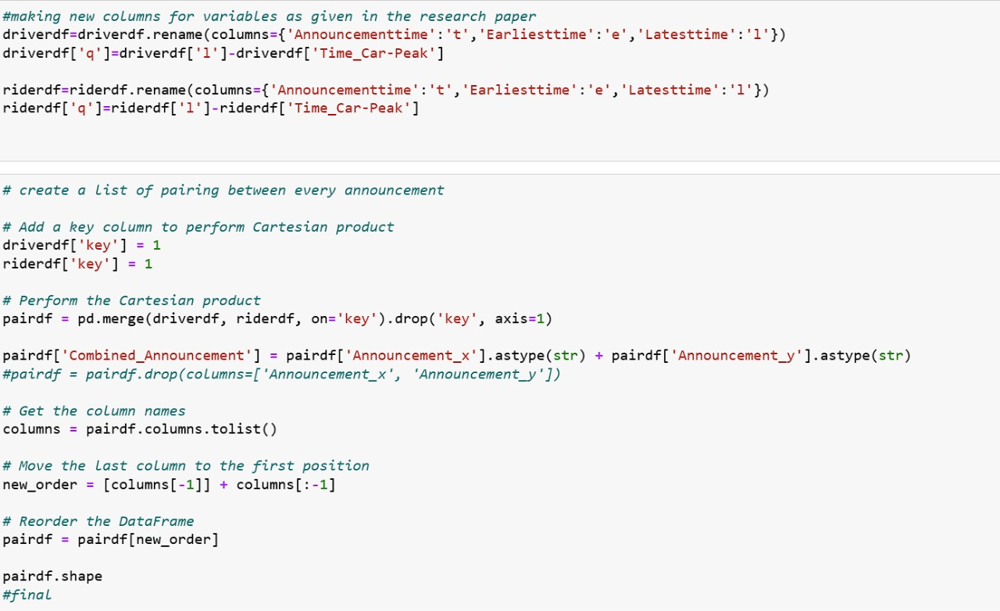 #making new columns for variables as given in the research paper
driverdf=driverdf.rename(columns={'Announcementtime':'t','Earliesttime':'e','Latesttime':'l'})
driverdf['q']=driverdf['l']-driverdf['Time_Car-Peak']
riderdf=riderdf.rename(columns={'Announcementtime':'t','Earliesttime':'e','Latesttime':'l'})
riderdf['q']=riderdf['l']-riderdf['Time_Car-Peak']
# create a list of pairing between every announcement
# Add a key column to perform Cartesian product
driverdf['key'] = 1
riderdf['key'] = 1
# Perform the Cartesian product
pairdf = pd.merge(driverdf, riderdf, on='key').drop('key', axis=1)
pairdf['Combined_Announcement'] = pairdf['Announcement_x'].astype(str) + pairdf['Announcement_y'].astype(str)
#pairdf = pairdf.drop(columns=['Announcement_x', 'Announcement_y'])
# Get the column names
columns = pairdf.columns.tolist()
# Move the last column to the first position
new_order = [columns[-1]] + columns[:-1]
# Reorder the DataFrame
pairdf = pairdf[new_order]
pairdf.shape
#final